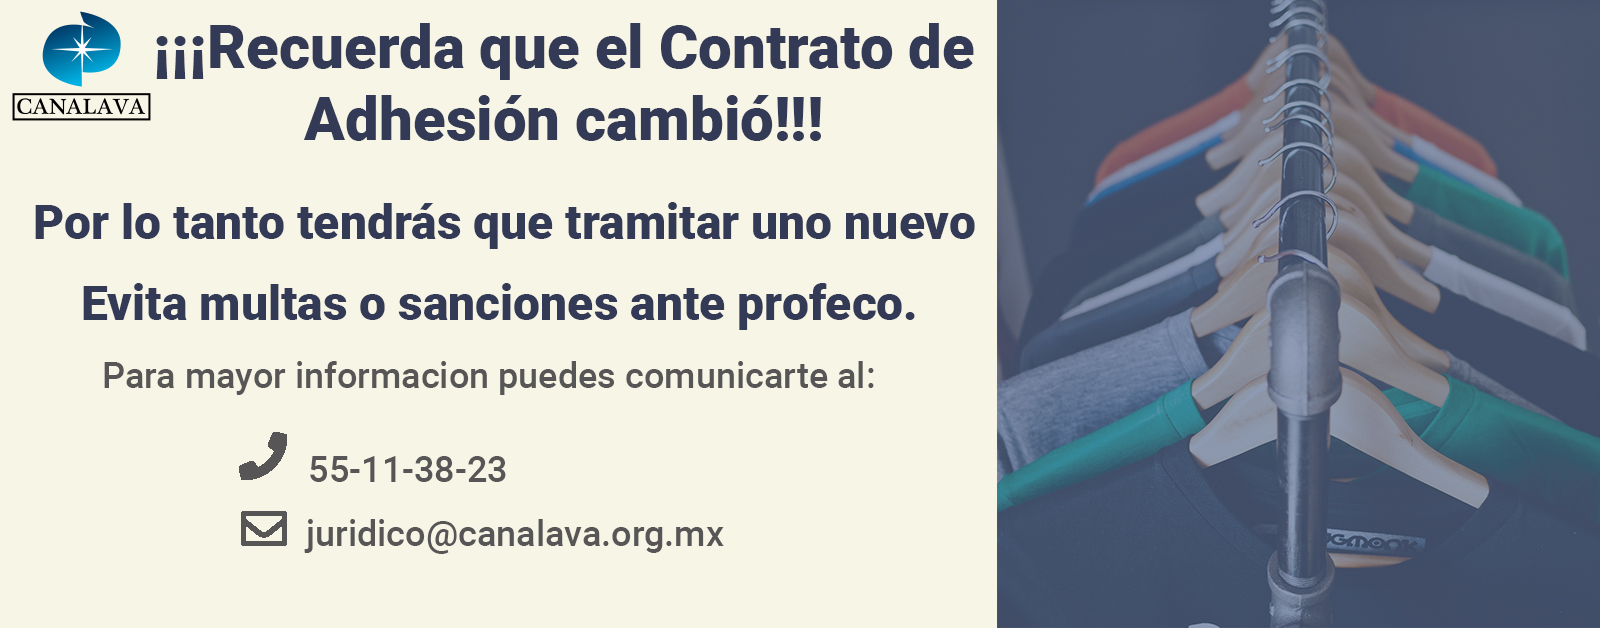 CANALAVA
¡¡¡Recuerda que el Contrato de
Adhesión cambió!!!
Por lo tanto tendrás que tramitar uno nuevo
Evita multas o sanciones ante profeco.
Para mayor informacion puedes comunicarte al:
55-11-38-23
juridico@canalava.org.mx